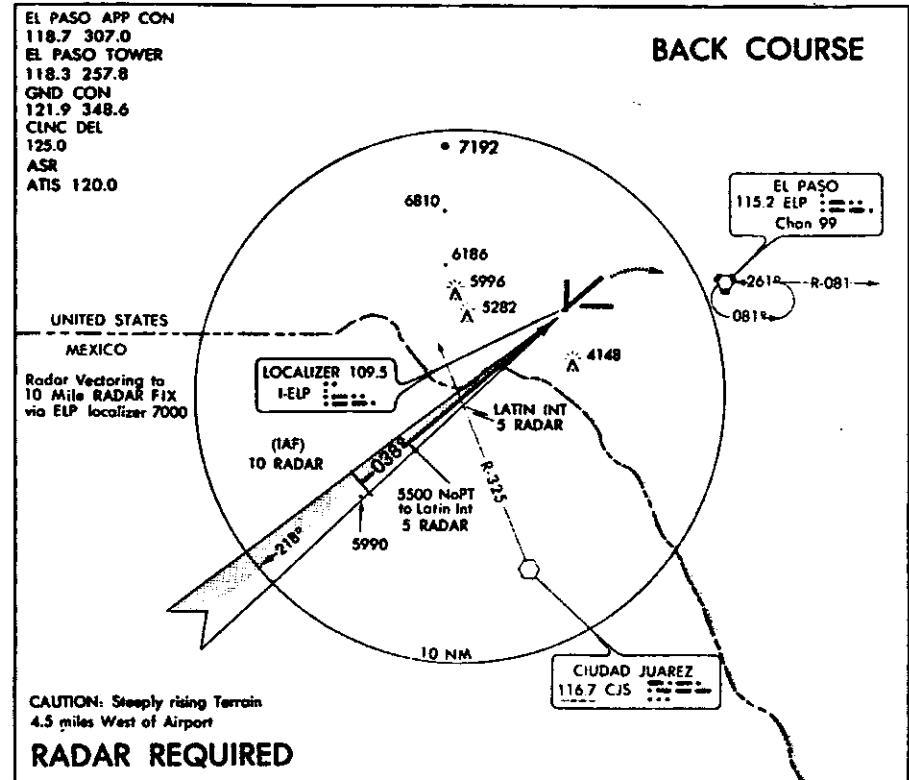 EL PASO APP CON
118.7 307.0
EL PASO TOWER
118.3 257.8
GND CON
121.9 348.6
CLNC DEL
125.0
ASR
ATIS 120.0
BACK COURSE
7192
6810
6186
5996
5282
EL PASO
115.2 ELP
Chan 99
261°
R-081
081°
UNITED STATES
MEXICO
4148
LOCALIZER 109.5
I-ELP
Radar Vectoring to
10 Mile RADAR FIX
via ELP localizer 7000
LATIN INT
5 RADAR
(IAF)
10 RADAR
038°
R-325
5500 NoPT
to Latin Int
5 RADAR
5990
218°
10 NM
CIUDAD JUAREZ
116.7 CJS
CAUTION: Steeply rising Terrain
4.5 miles West of Airport
RADAR REQUIRED